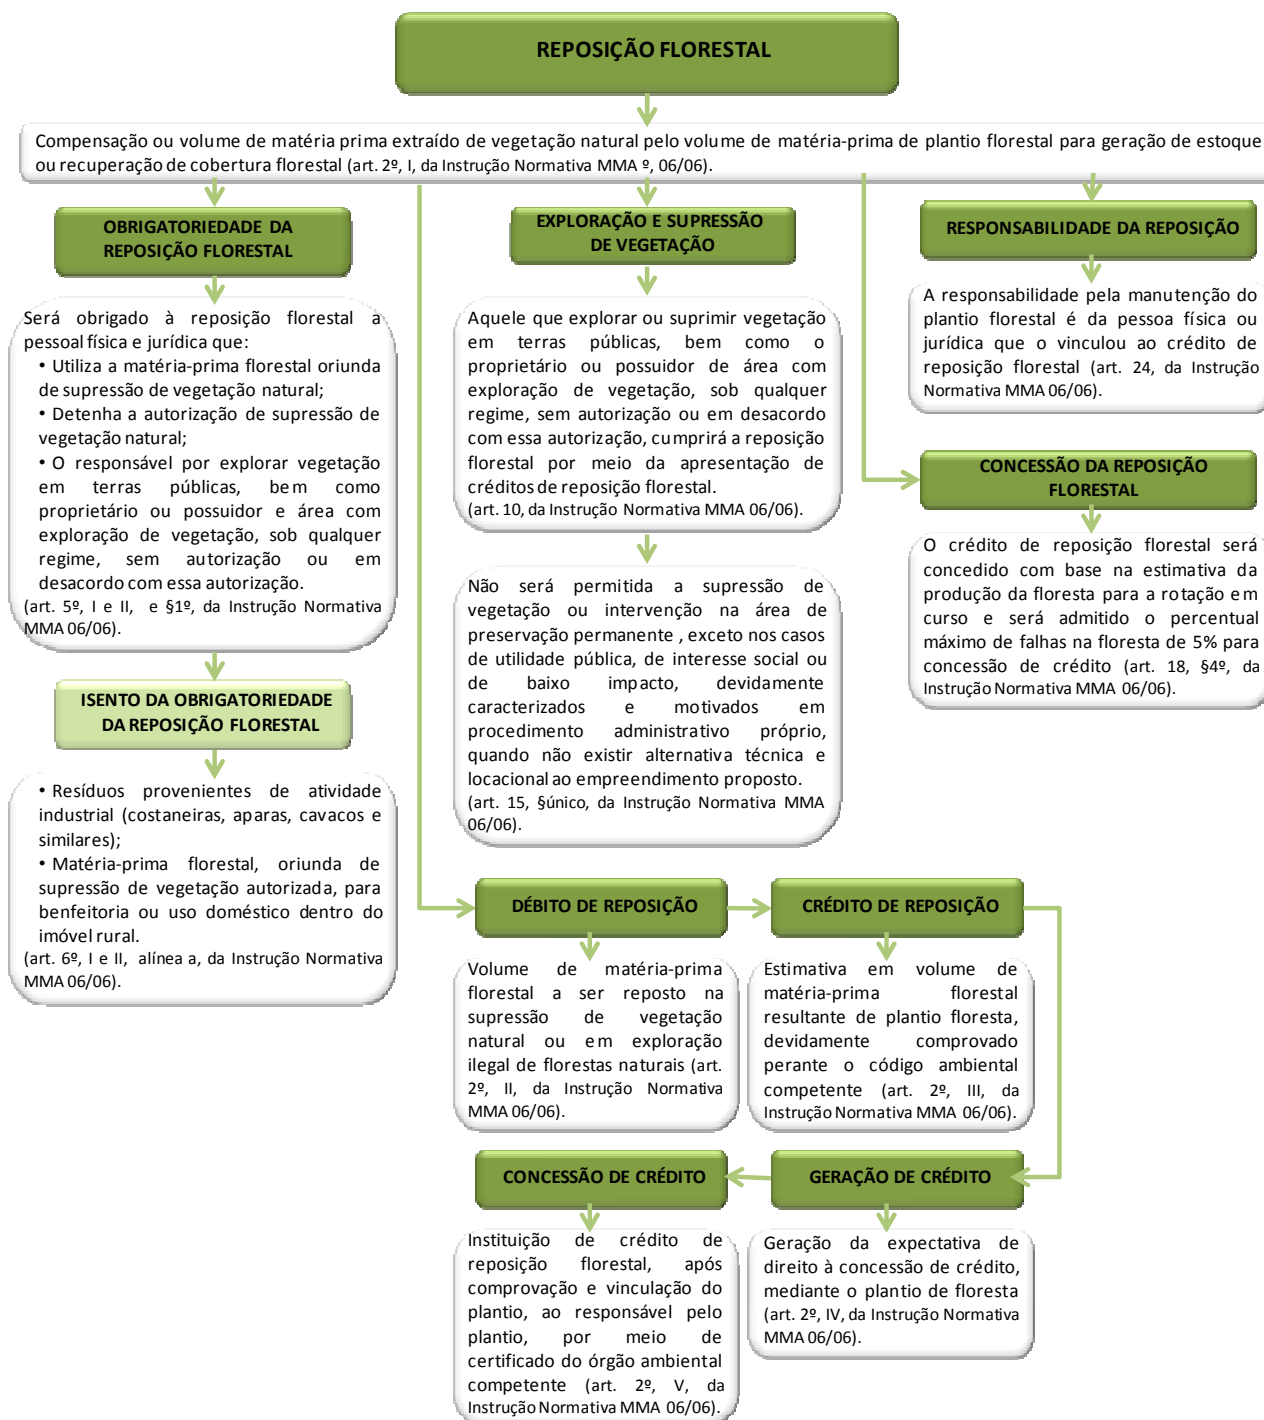 REPOSIÇÃO FLORESTAL
Compensação ou volume de matéria prima extraído de vegetação natural pelo volume de matéria-prima de plantio florestal para geração de estoque
ou recuperação de cobertura florestal (art. 2º, I, da Instrução Normativa MMA º, 06/06).
OBRIGATORIEDADE DA
REPOSIÇÃO FLORESTAL
Será obrigado à reposição florestal a
pessoal física e jurídica que:
• Utiliza a matéria-prima florestal oriunda
de supressão de vegetação natural;
• Detenha a autorização de supressão de
vegetação natural;
• O responsável por explorar vegetação
em terras públicas, bem como
proprietário ou possuidor e área com
exploração de vegetação, sob qualquer
regime, sem autorização ou em
desacordo com essa autorização.
(art. 5º, I e II, e §1º, da Instrução Normativa
MMA 06/06).
ISENTO DA OBRIGATORIEDADE
DA REPOSIÇÃO FLORESTAL
• Resíduos provenientes de atividade
industrial (costaneiras, aparas, cavacos e
similares);
• Matéria-prima florestal, oriunda de
supressão de vegetação autorizada, para
benfeitoria ou uso doméstico dentro do
imóvel rural.
(art. 6º, I e II, alínea a, da Instrução Normativa
MMA 06/06).
EXPLORAÇÃO E SUPRESSÃO
DE VEGETAÇÃO
Aquele que explorar ou suprimir vegetação
em terras públicas, bem como o
proprietário ou possuidor de área com
exploração de vegetação, sob qualquer
regime, sem autorização ou em desacordo
com essa autorização, cumprirá a reposição
florestal por meio da apresentação de
créditos de reposição florestal.
(art. 10, da Instrução Normativa MMA 06/06).
Não será permitida a supressão de
vegetação ou intervenção na área de
preservação permanente , exceto nos casos
de utilidade pública, de interesse social ou
de baixo impacto, devidamente
caracterizados e motivados em
procedimento administrativo próprio,
quando não existir alternativa técnica e
locacional ao empreendimento proposto.
(art. 15, §único, da Instrução Normativa MMA
06/06).
RESPONSABILIDADE DA REPOSIÇÃO
A responsabilidade pela manutenção do
plantio florestal é da pessoa física ou
jurídica que o vinculou ao crédito de
reposição florestal (art. 24, da Instrução
Normativa MMA 06/06).
CONCESSÃO DA REPOSIÇÃO
FLORESTAL
O crédito de reposição florestal será
concedido com base na estimativa da
produção da floresta para a rotação em
curso e será admitido o percentual
máximo de falhas na floresta de 5% para
concessão de crédito (art. 18, §4º, da
Instrução Normativa MMA 06/06).
DÉBITO DE REPOSIÇÃO
Volume de matéria-prima
florestal a ser reposto na
supressão de vegetação
natural ou em exploração
ilegal de florestas naturais (art.
2º, II, da Instrução Normativa
MMA 06/06).
CRÉDITO DE REPOSIÇÃO
Estimativa em volume de
matéria-prima florestal
resultante de plantio floresta,
devidamente comprovado
perante o código ambiental
competente (art. 2º, III, da
Instrução Normativa MMA 06/06).
CONCESSÃO DE CRÉDITO
Instituição de crédito de
reposição florestal, após
comprovação e vinculação do
plantio, ao responsável pelo
plantio, por meio de
certificado do órgão ambiental
competente (art. 2º, V, da
Instrução Normativa MMA 06/06).
GERAÇÃO DE CRÉDITO
Geração da expectativa de
direito à concessão de crédito,
mediante o plantio de floresta
(art. 2º, IV, da Instrução Normativa
MMA 06/06).